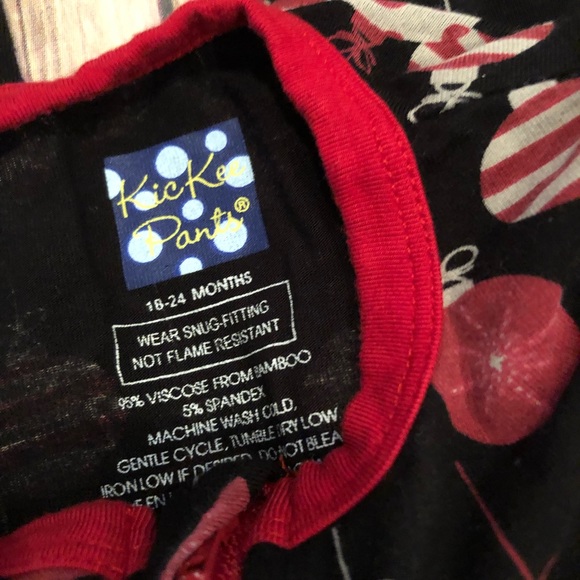 KicKee
Pants®
18-24 MONTHS
WEAR SNUG-FITTING
NOT FLAME RESISTANT
95% VISCOSE FROM BAMBOO
5% SPANDEX
MACHINE WASH COLD,
GENTLE CYCLE, TUMBLE DRY LOW
IRON LOW IF DESIRED, DO NOT BLEA